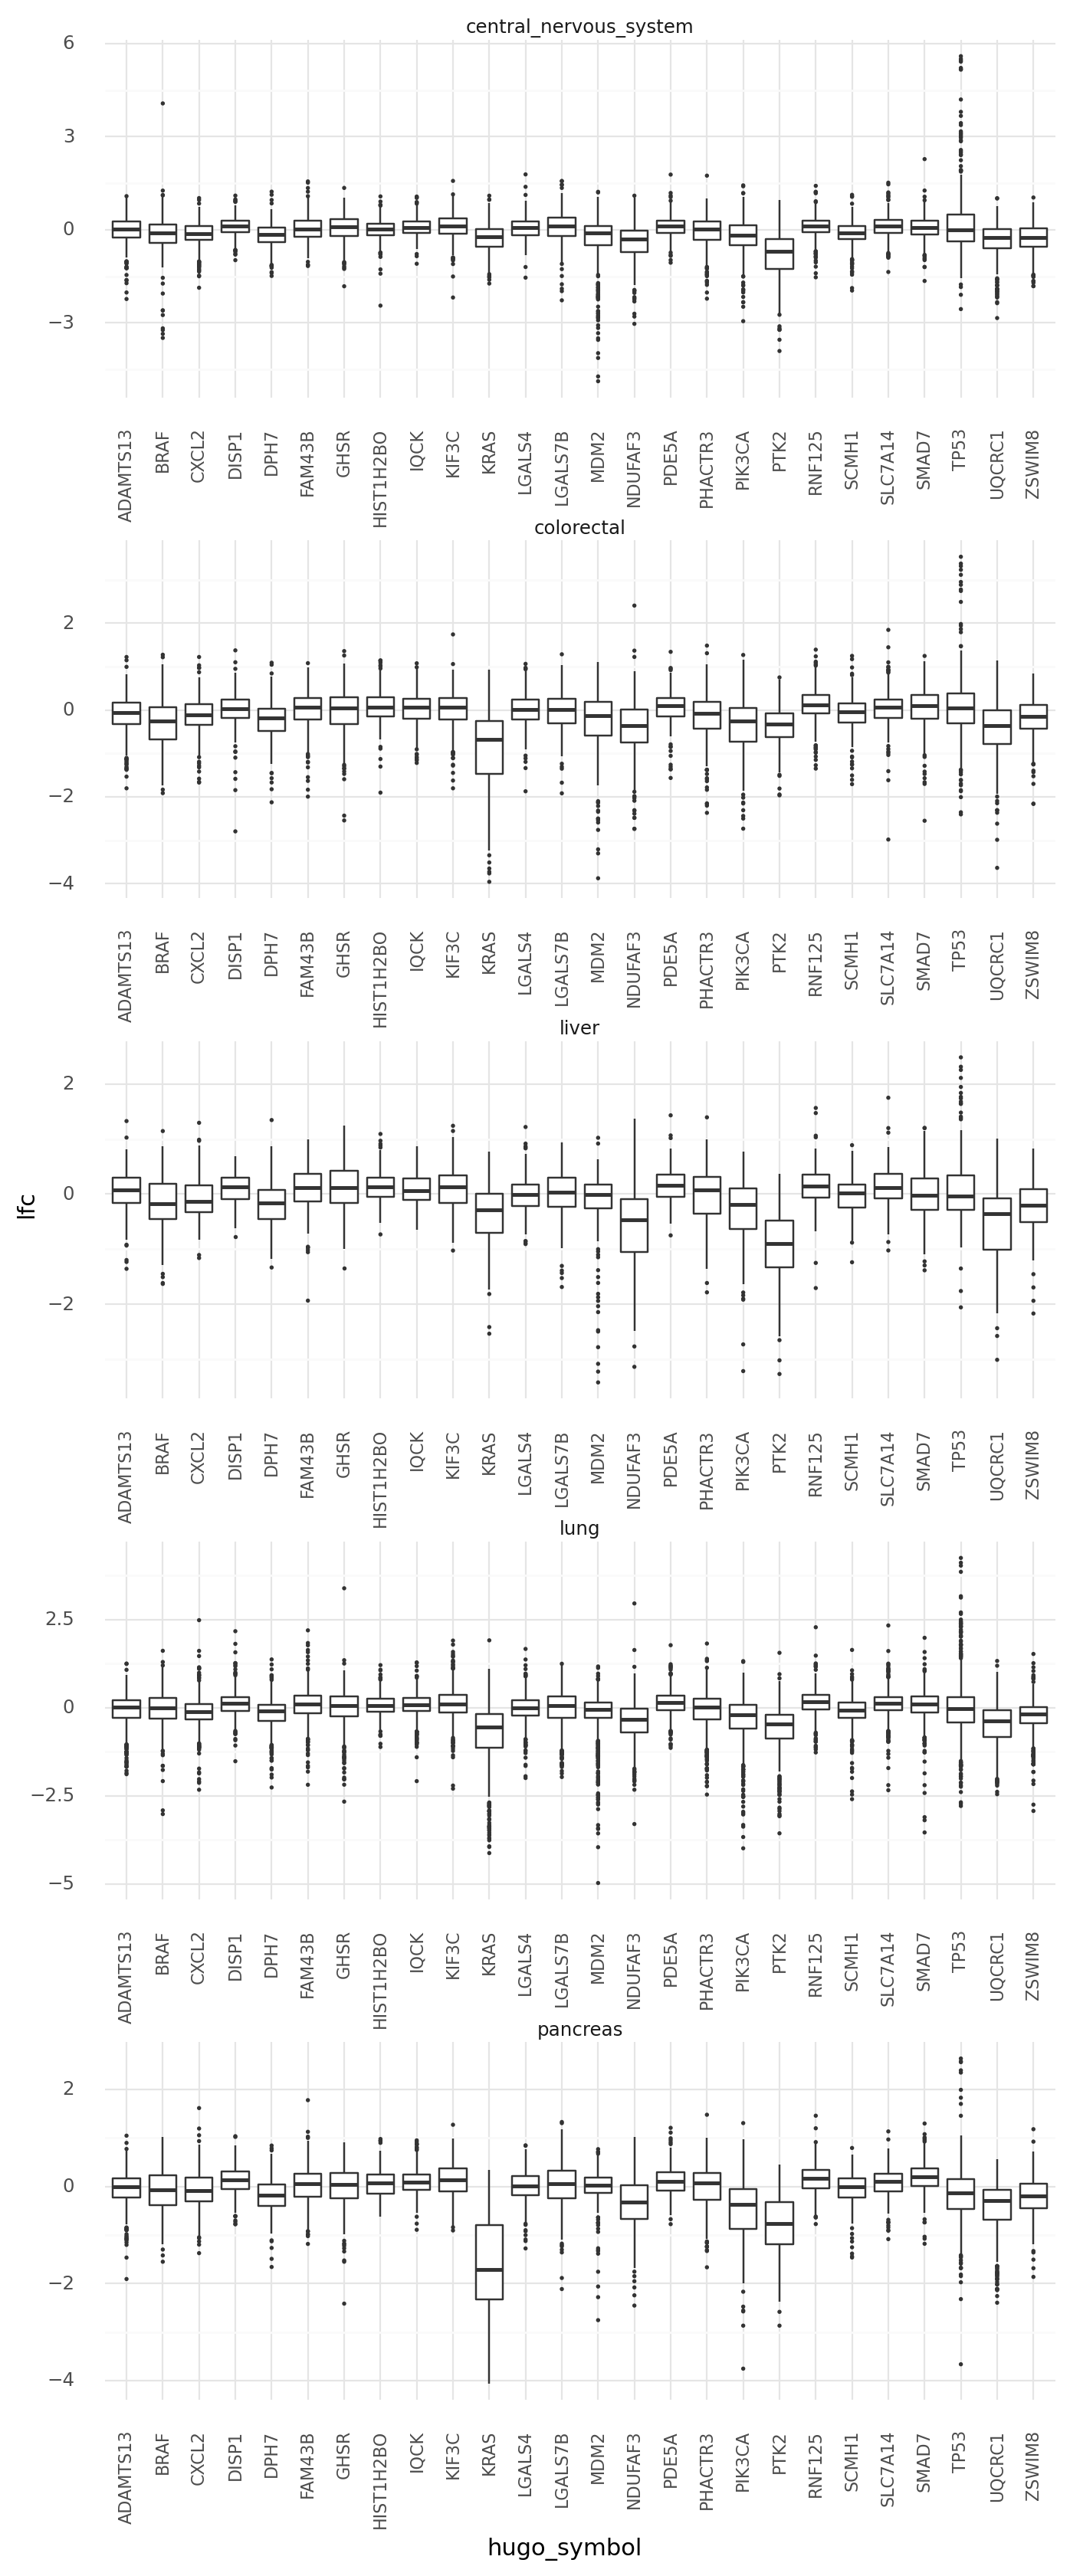 central_nervous_system
6
3
0
−3
ADAMTS13 BRAF CXCL2 DISP1 DPH7 FAM43B GHSR HIST1H2BO IQCK KIF3C KRAS LGALS4 LGALS7B MDM2 NDUFAF3 PDE5A PHACTR3 PIK3CA PTK2 RNF125 SCMH1 SLC7A14 SMAD7 TP53 UQCRC1 ZSWIM8
colorectal
2
0
−2
−4
ADAMTS13 BRAF CXCL2 DISP1 DPH7 FAM43B GHSR HIST1H2BO IQCK KIF3C KRAS LGALS4 LGALS7B MDM2 NDUFAF3 PDE5A PHACTR3 PIK3CA PTK2 RNF125 SCMH1 SLC7A14 SMAD7 TP53 UQCRC1 ZSWIM8
liver
2
0
−2
lfc
ADAMTS13 BRAF CXCL2 DISP1 DPH7 FAM43B GHSR HIST1H2BO IQCK KIF3C KRAS LGALS4 LGALS7B MDM2 NDUFAF3 PDE5A PHACTR3 PIK3CA PTK2 RNF125 SCMH1 SLC7A14 SMAD7 TP53 UQCRC1 ZSWIM8
lung
2.5
0
−2.5
−5
ADAMTS13 BRAF CXCL2 DISP1 DPH7 FAM43B GHSR HIST1H2BO IQCK KIF3C KRAS LGALS4 LGALS7B MDM2 NDUFAF3 PDE5A PHACTR3 PIK3CA PTK2 RNF125 SCMH1 SLC7A14 SMAD7 TP53 UQCRC1 ZSWIM8
pancreas
2
0
−2
−4
ADAMTS13 BRAF CXCL2 DISP1 DPH7 FAM43B GHSR HIST1H2BO IQCK KIF3C KRAS LGALS4 LGALS7B MDM2 NDUFAF3 PDE5A PHACTR3 PIK3CA PTK2 RNF125 SCMH1 SLC7A14 SMAD7 TP53 UQCRC1 ZSWIM8
hugo_symbol